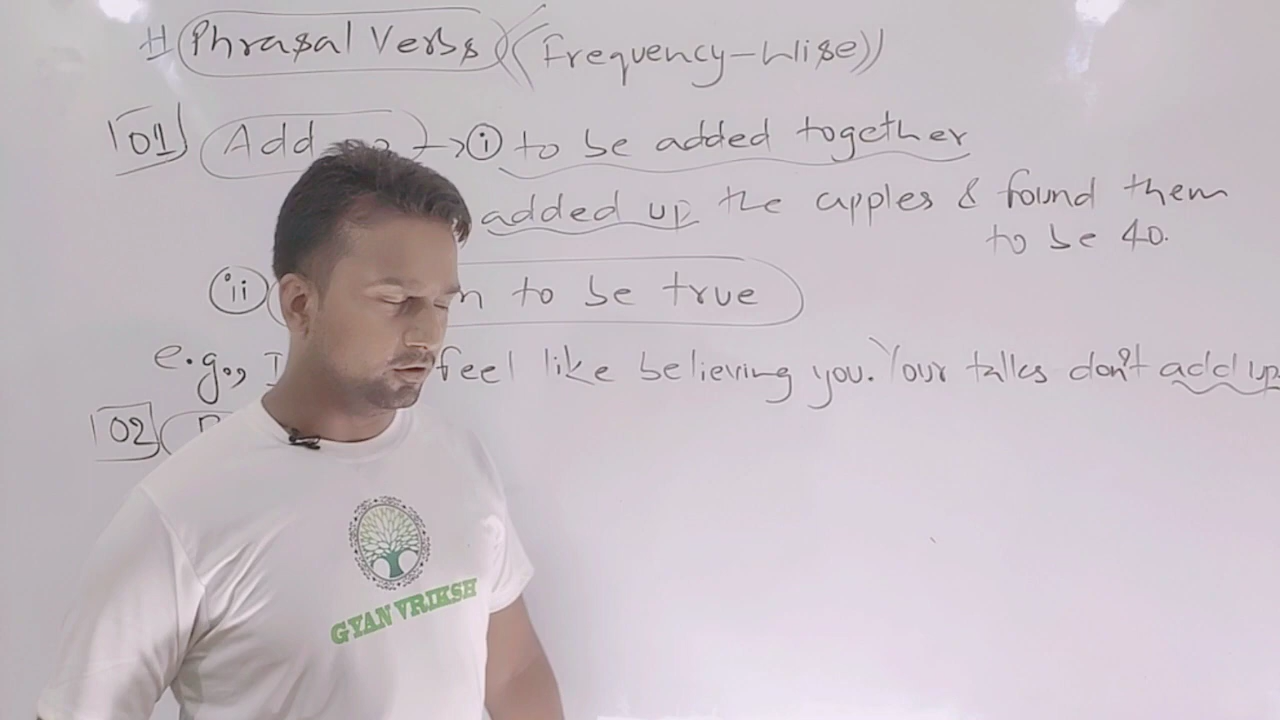 # Phrasal Verbs ((Frequency-Wise))
01 Add → i to be added together
added up the apples & found them
to be 40.
ii to be true
e.g., I feel like believing you. Your talks don't add up
02
GYAN VRIKSH